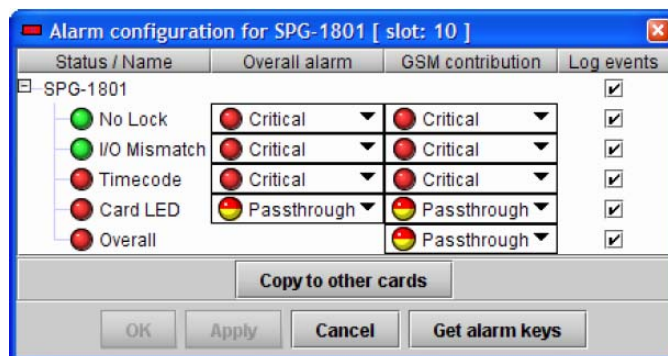 Alarm configuration for SPG-1801 [ slot: 10 ]
Status / Name Overall alarm GSM contribution Log events
SPG-1801
No Lock Critical Critical
I/O Mismatch Critical Critical
Timecode Critical Critical
Card LED Passthrough Passthrough
Overall Passthrough
Copy to other cards
OK Apply Cancel Get alarm keys